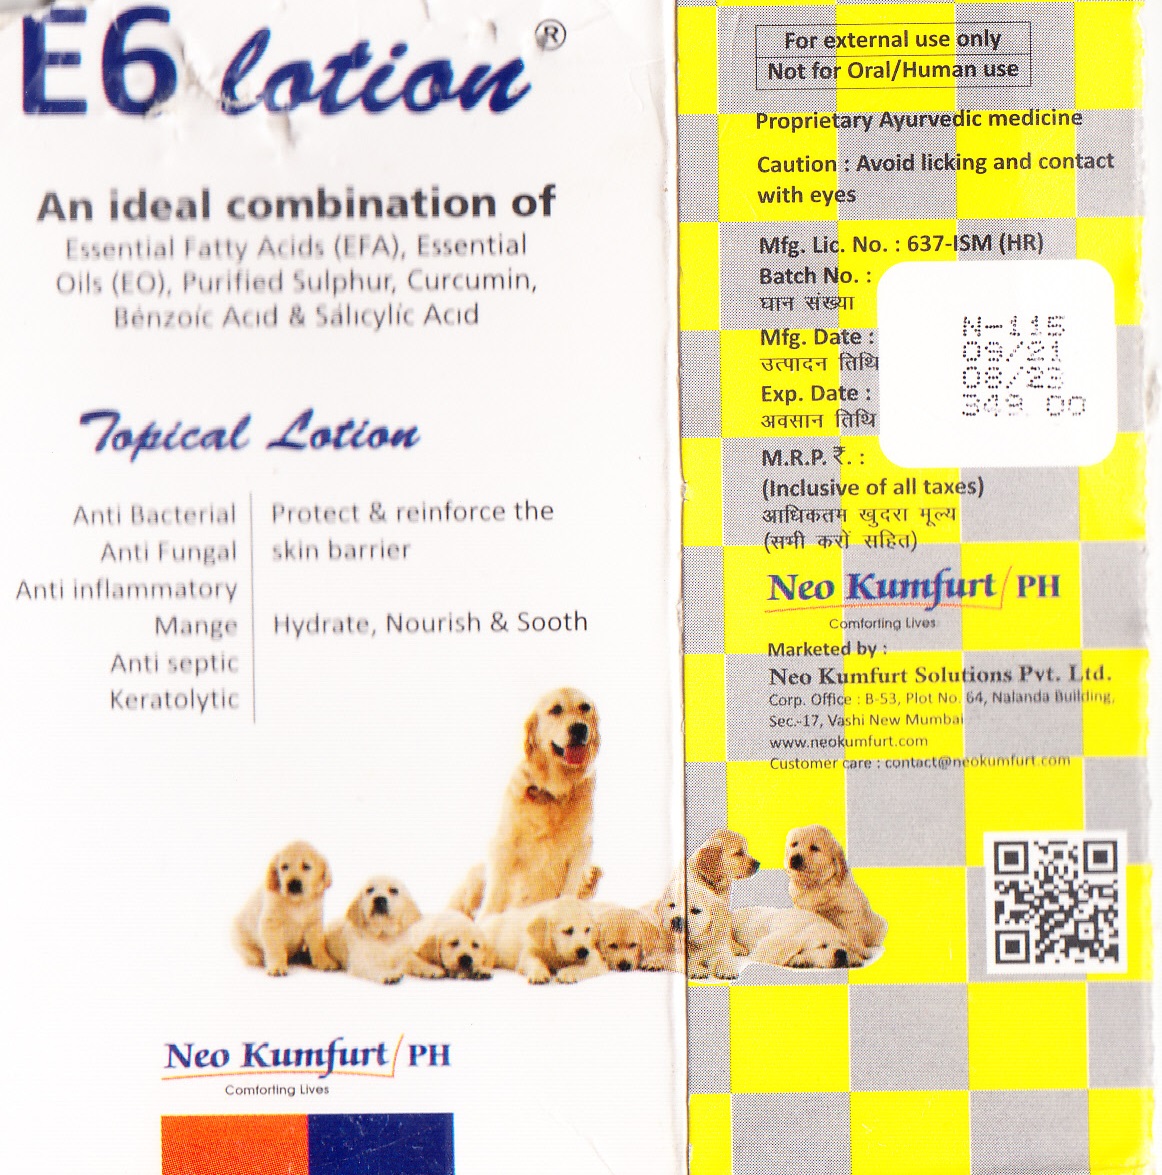 E6 lotion®
An ideal combination of
Essential Fatty Acids (EFA), Essential
Oils (EO), Purified Sulphur, Curcumin,
Benzoic Acid & Salicylic Acid
Topical Lotion
Anti Bacterial
Anti Fungal
Anti inflammatory
Mange
Anti septic
Keratolytic
Protect & reinforce the
skin barrier
Hydrate, Nourish & Sooth
Neo Kumfurt/PH
Comforting Lives
For external use only
Not for Oral/Human use
Proprietary Ayurvedic medicine
Caution : Avoid licking and contact
with eyes
Mfg. Lic. No. : 637-ISM (HR)
Batch No. :
घान संख्या
N-115
Mfg. Date :
09/21
उत्पादन तिथि
08/23
Exp. Date :
349 00
अवसान तिथि
M.R.P. ₹. :
(Inclusive of all taxes)
आधिकतम खुदरा मूल्य
(सभी करों सहित)
Neo Kumfurt/PH
Comforting Lives
Marketed by :
Neo Kumfurt Solutions Pvt. Ltd.
Corp. Office : B-53, Plot No. 64, Nalanda Building,
Sec.-17, Vashi New Mumbai
www.neokumfurt.com
Customer care : contact@neokumfurt.com